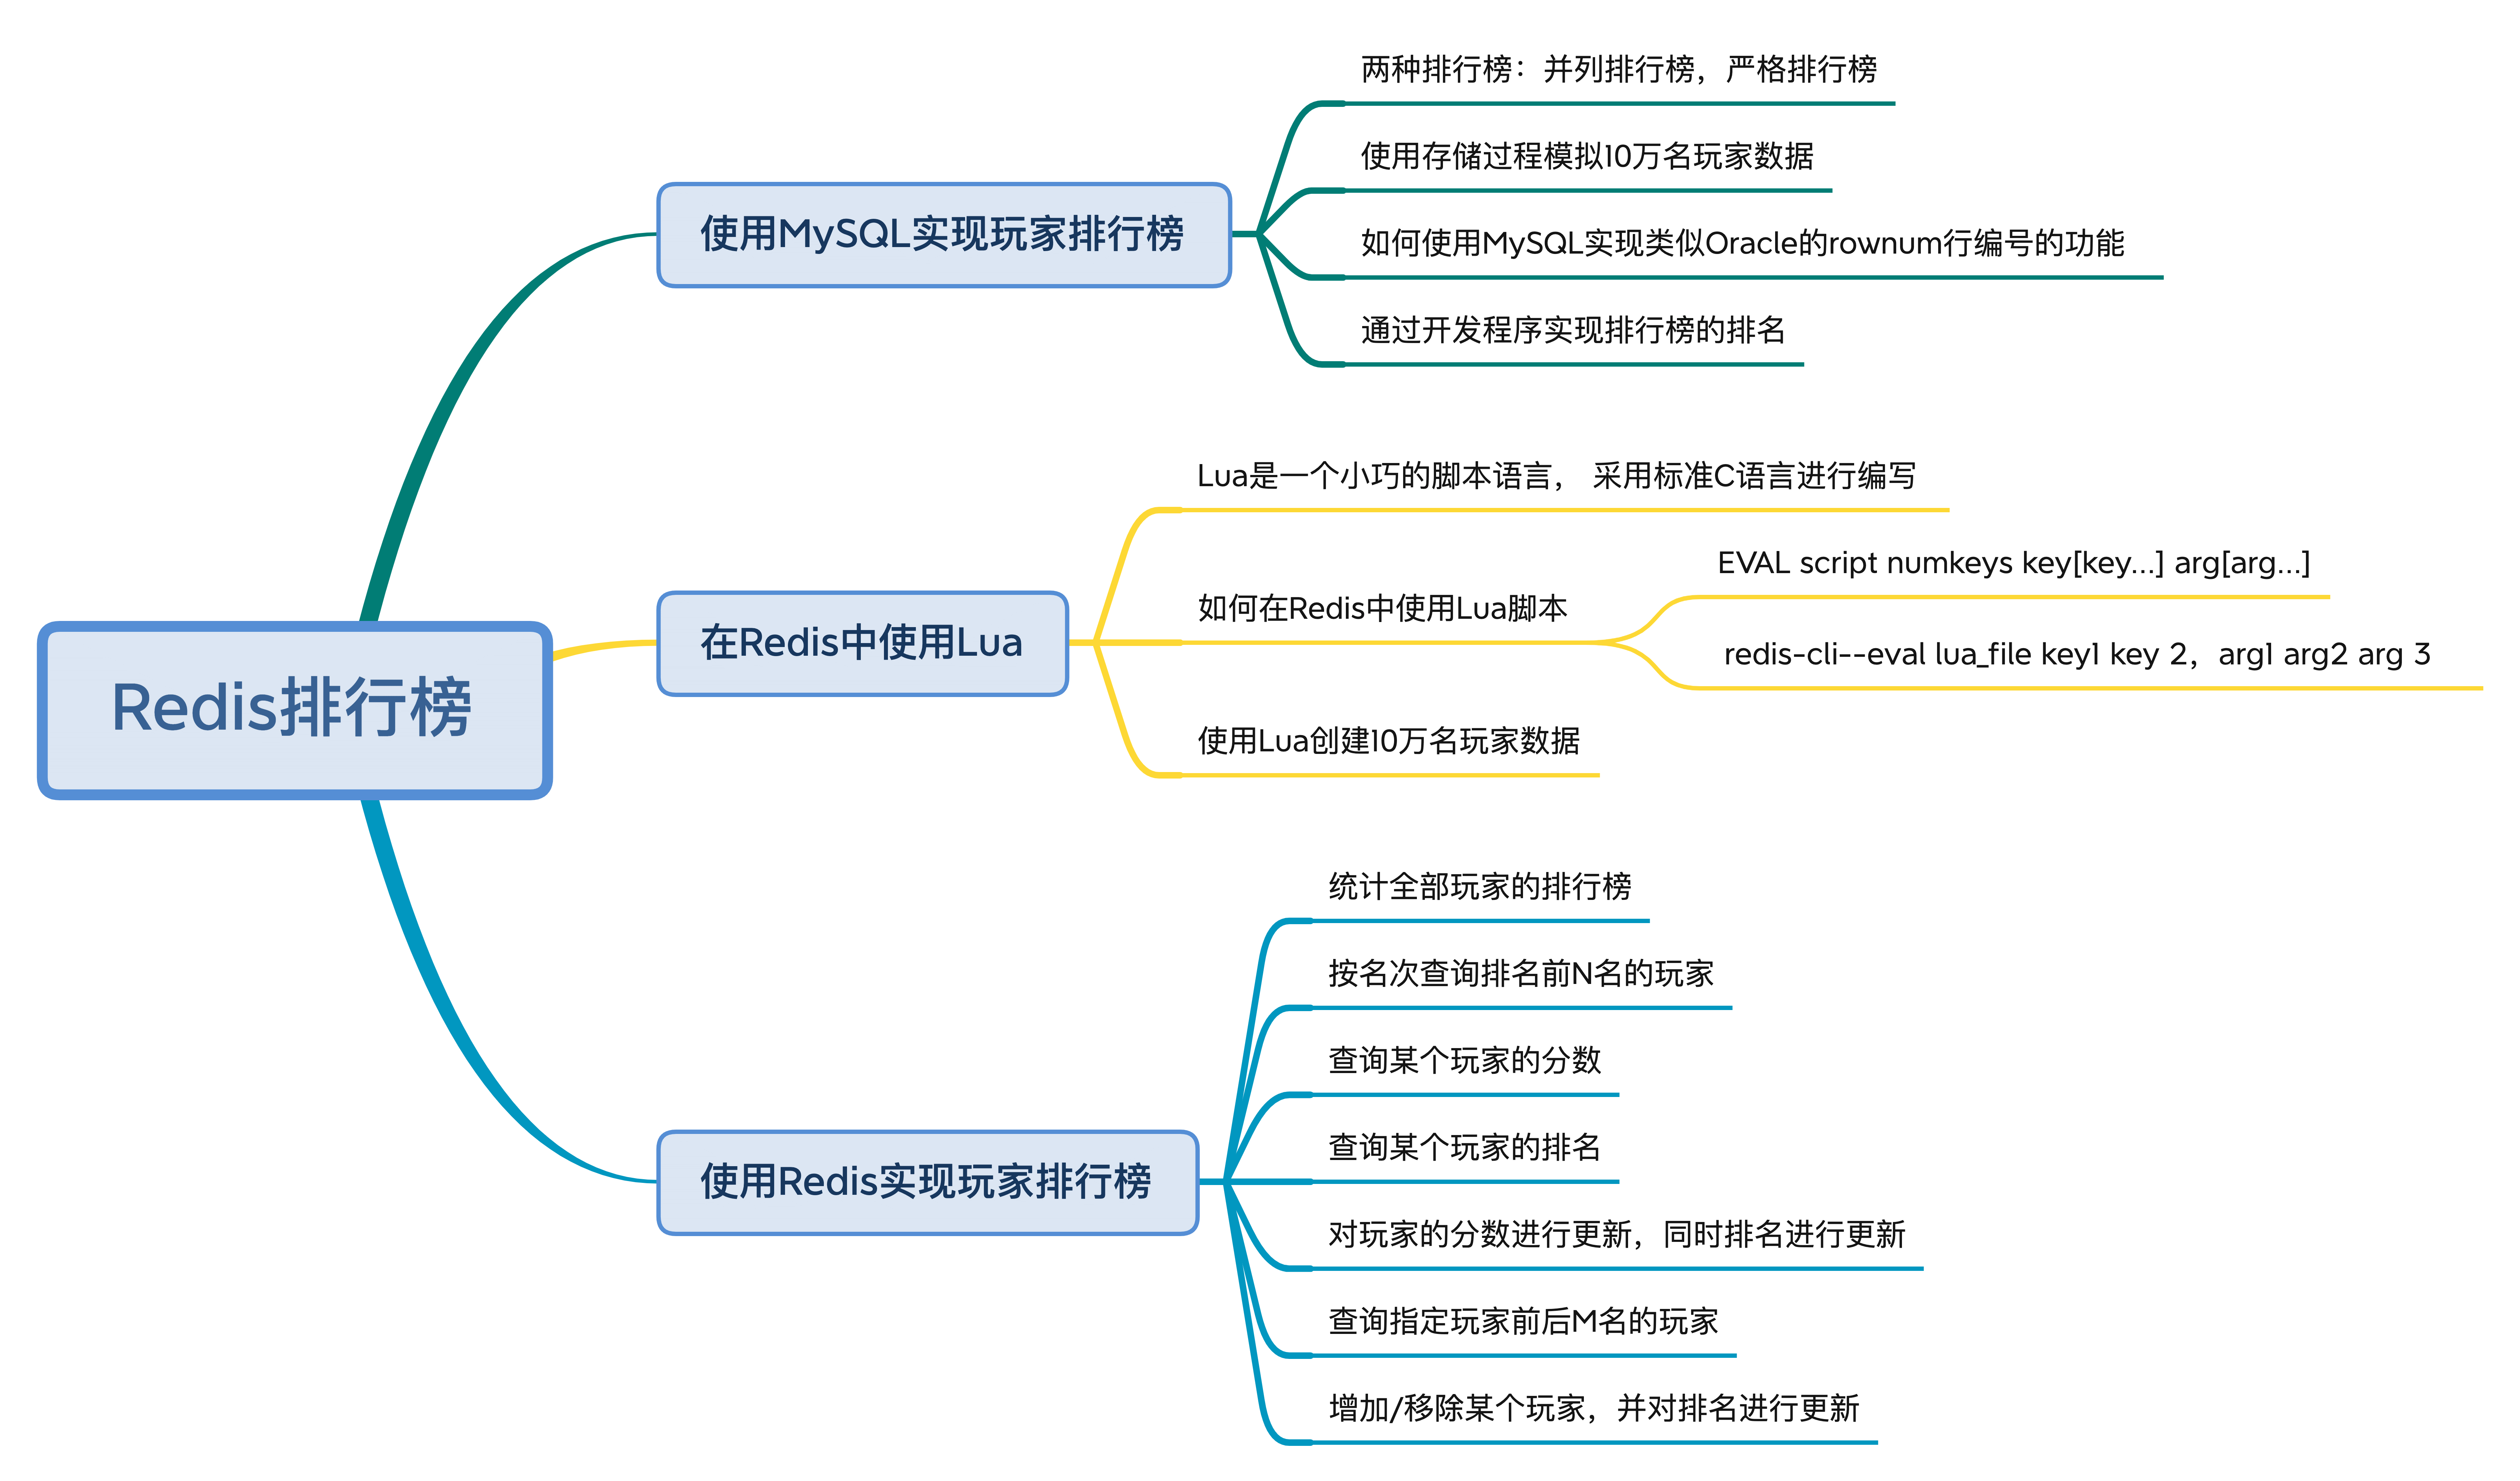 Redis排行榜
使用MySQL实现玩家排行榜
两种排行榜：并列排行榜，严格排行榜
使用存储过程模拟10万名玩家数据
如何使用MySQL实现类似Oracle的rownum行编号的功能
通过开发程序实现排行榜的排名
在Redis中使用Lua
Lua是一个小巧的脚本语言， 采用标准C语言进行编写
如何在Redis中使用Lua脚本
EVAL script numkeys key[key...] arg[arg...]
redis-cli--eval lua_file key1 key 2，arg1 arg2 arg 3
使用Lua创建10万名玩家数据
使用Redis实现玩家排行榜
统计全部玩家的排行榜
按名次查询排名前N名的玩家
查询某个玩家的分数
查询某个玩家的排名
对玩家的分数进行更新，同时排名进行更新
查询指定玩家前后M名的玩家
增加/移除某个玩家，并对排名进行更新